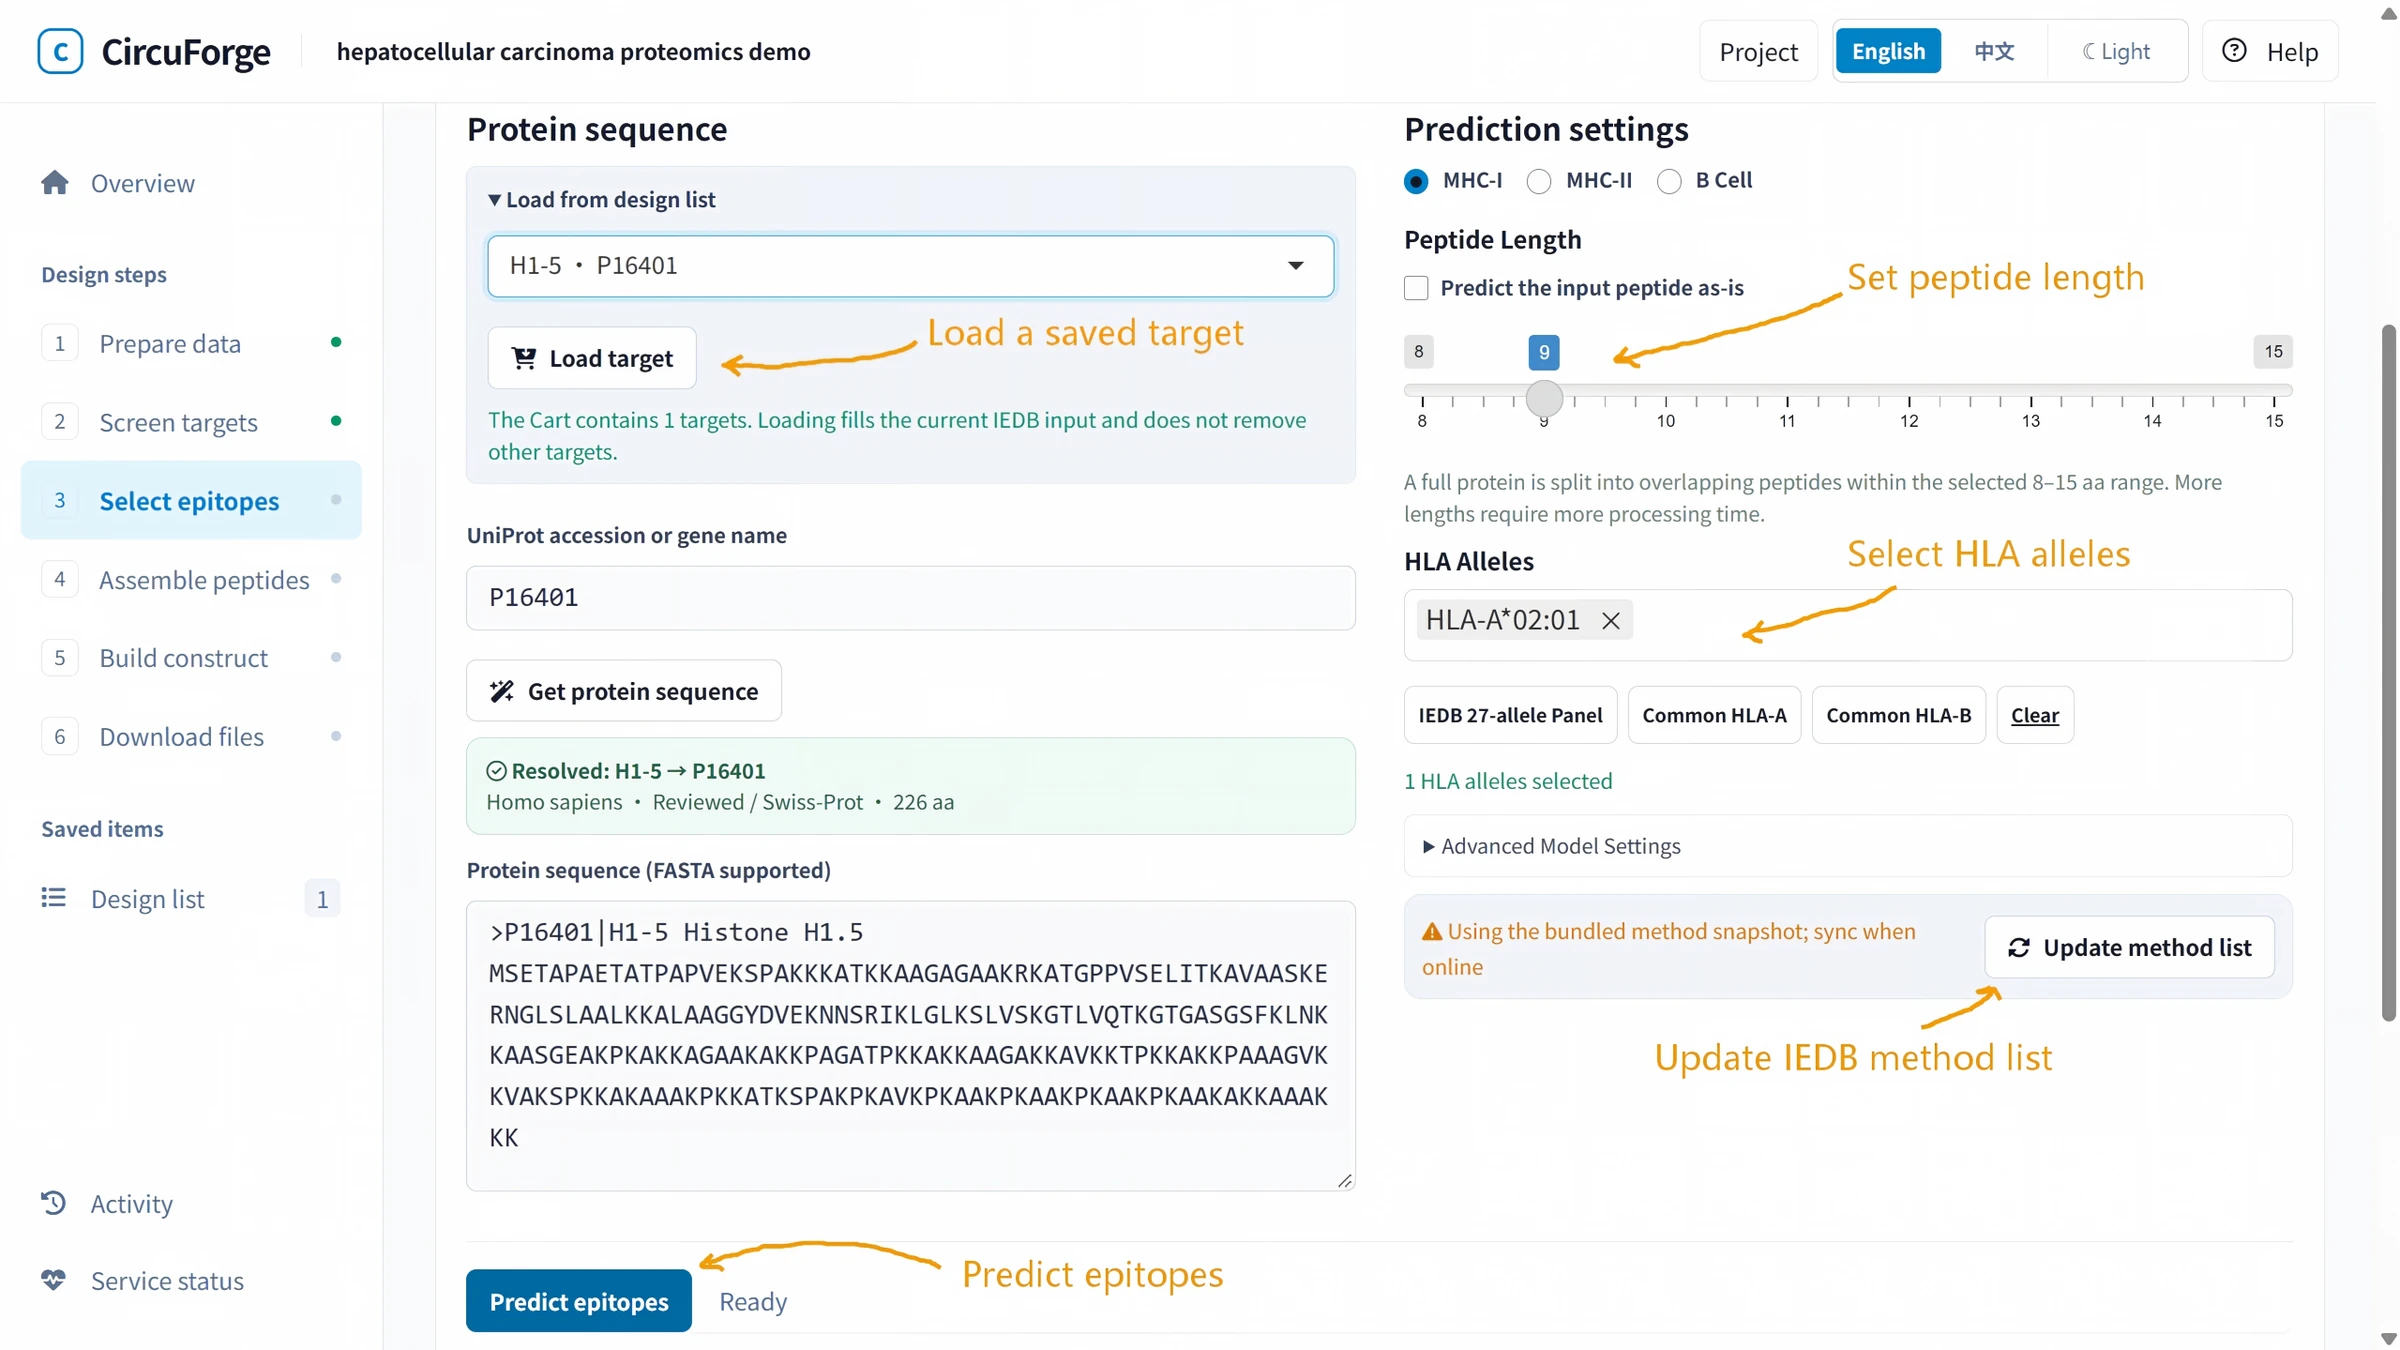 C CircuForge
hepatocellular carcinoma proteomics demo
Project
English
中文
Light
Help
Overview
Design steps
1 Prepare data
2 Screen targets
3 Select epitopes
4 Assemble peptides
5 Build construct
6 Download files
Saved items
Design list 1
Activity
Service status
Protein sequence
▼ Load from design list
H1-5 • P16401
Load target
Load a saved target
The Cart contains 1 targets. Loading fills the current IEDB input and does not remove
other targets.
UniProt accession or gene name
P16401
Get protein sequence
Resolved: H1-5 → P16401
Homo sapiens • Reviewed / Swiss-Prot • 226 aa
Protein sequence (FASTA supported)
>P16401|H1-5 Histone H1.5
MSETAPAETATPAPVEKSPAKKKATKKAAGAGAAKRKATGPPVSELITKAVAASKE
RNGLSLAALKKALAAGGYDVEKNNSRIKLGLKSLVSKGTLVQTKGTGASGSFKLNK
KAASGEAKPKAKKAGAAKAKKPAGATPKKAKKAAGAKKAVKKTPKKAKKPAAAGVK
KVAKSPKKAKAAAKPKKATKSPAKPKAVKPKAAKPKAAKPKAAKPKAAKAKKAAAK
KK
Predict epitopes
Ready
Predict epitopes
Prediction settings
MHC-I
MHC-II
B Cell
Peptide Length
Predict the input peptide as-is
Set peptide length
8 9 15
8 9 10 11 12 13 14 15
A full protein is split into overlapping peptides within the selected 8–15 aa range. More
lengths require more processing time.
HLA Alleles
Select HLA alleles
HLA-A*02:01 ×
IEDB 27-allele Panel
Common HLA-A
Common HLA-B
Clear
1 HLA alleles selected
▶ Advanced Model Settings
Using the bundled method snapshot; sync when
online
Update method list
Update IEDB method list